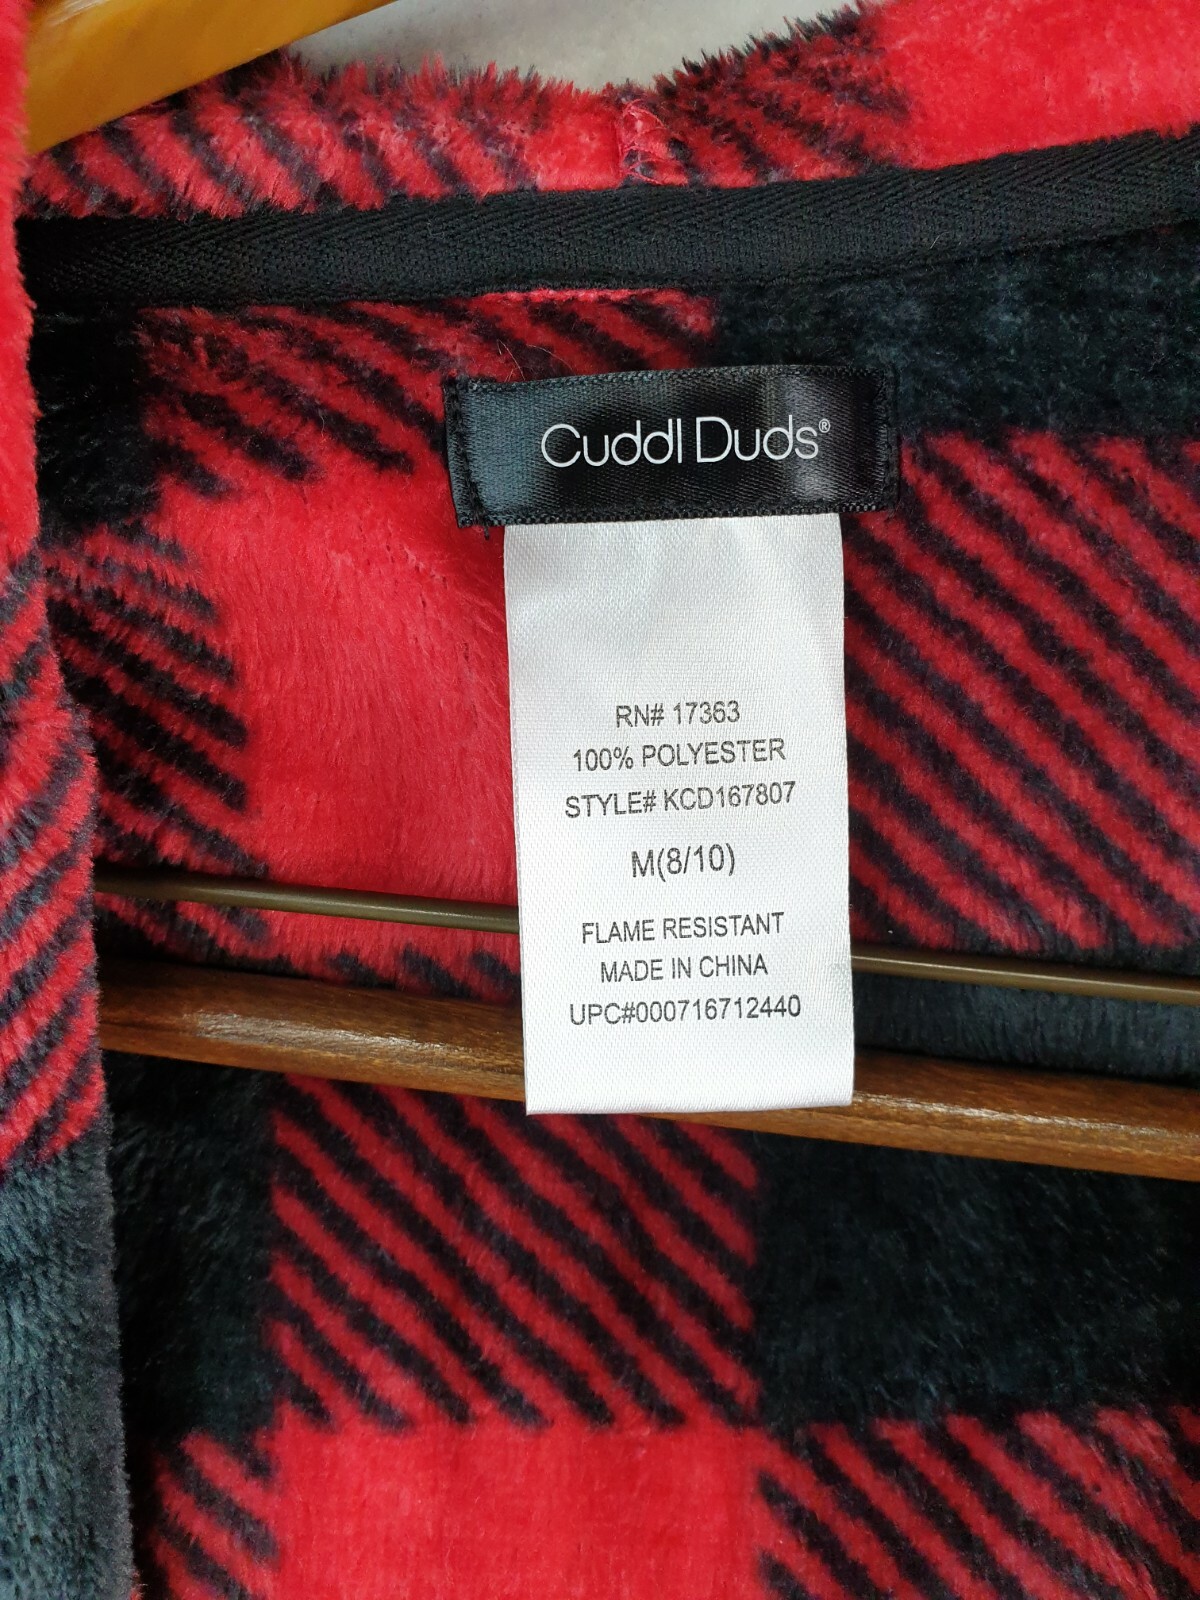 Cuddl Duds®
RN# 17363
100% POLYESTER
STYLE# KCD167807
M(8/10)
FLAME RESISTANT
MADE IN CHINA
UPC#000716712440